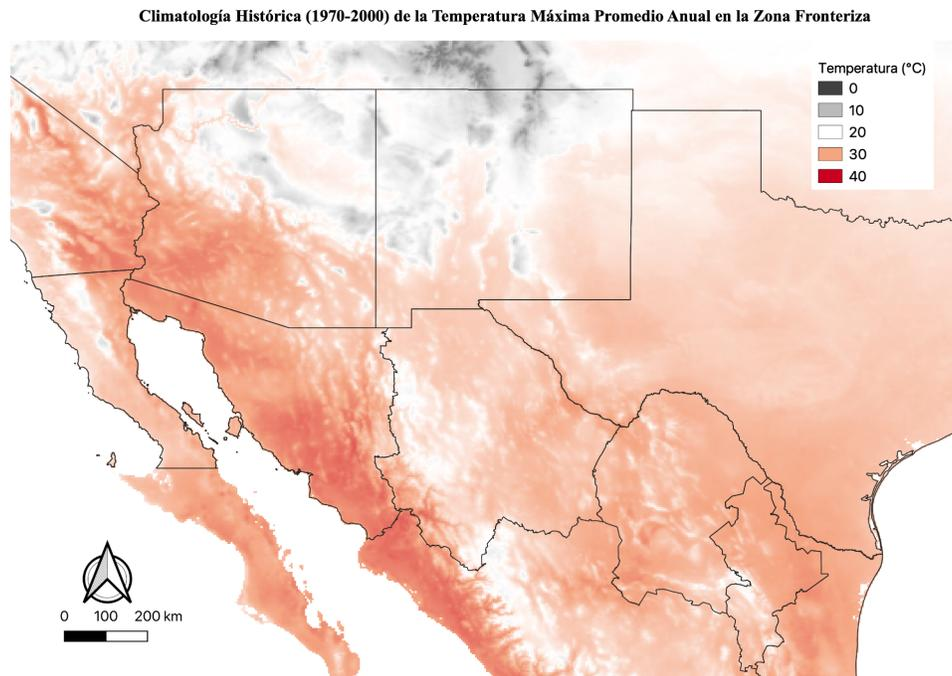 Climatología Histórica (1970-2000) de la Temperatura Máxima Promedio Anual en la Zona Fronteriza
Temperatura (°C)
0
10
20
30
40
0 100 200 km